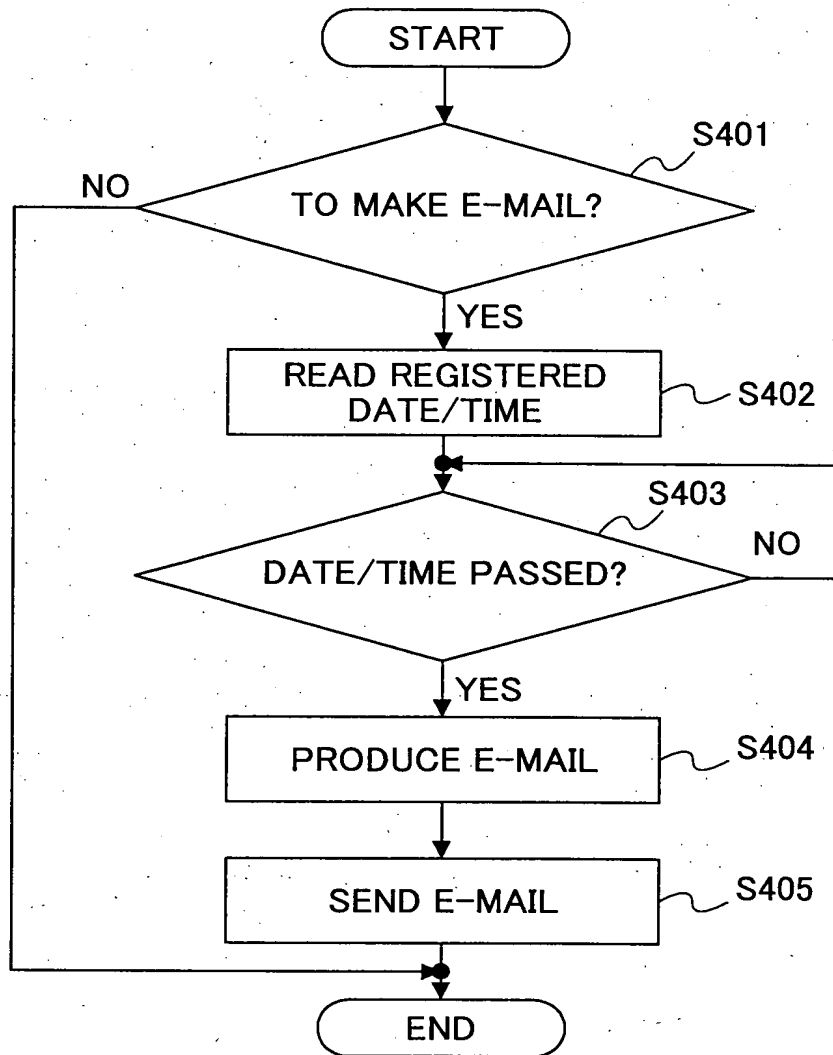 START
S401
NO
TO MAKE E-MAIL?
YES
READ REGISTERED
DATE/TIME
S402
S403
NO
DATE/TIME PASSED?
YES
PRODUCE E-MAIL
S404
SEND E-MAIL
S405
END